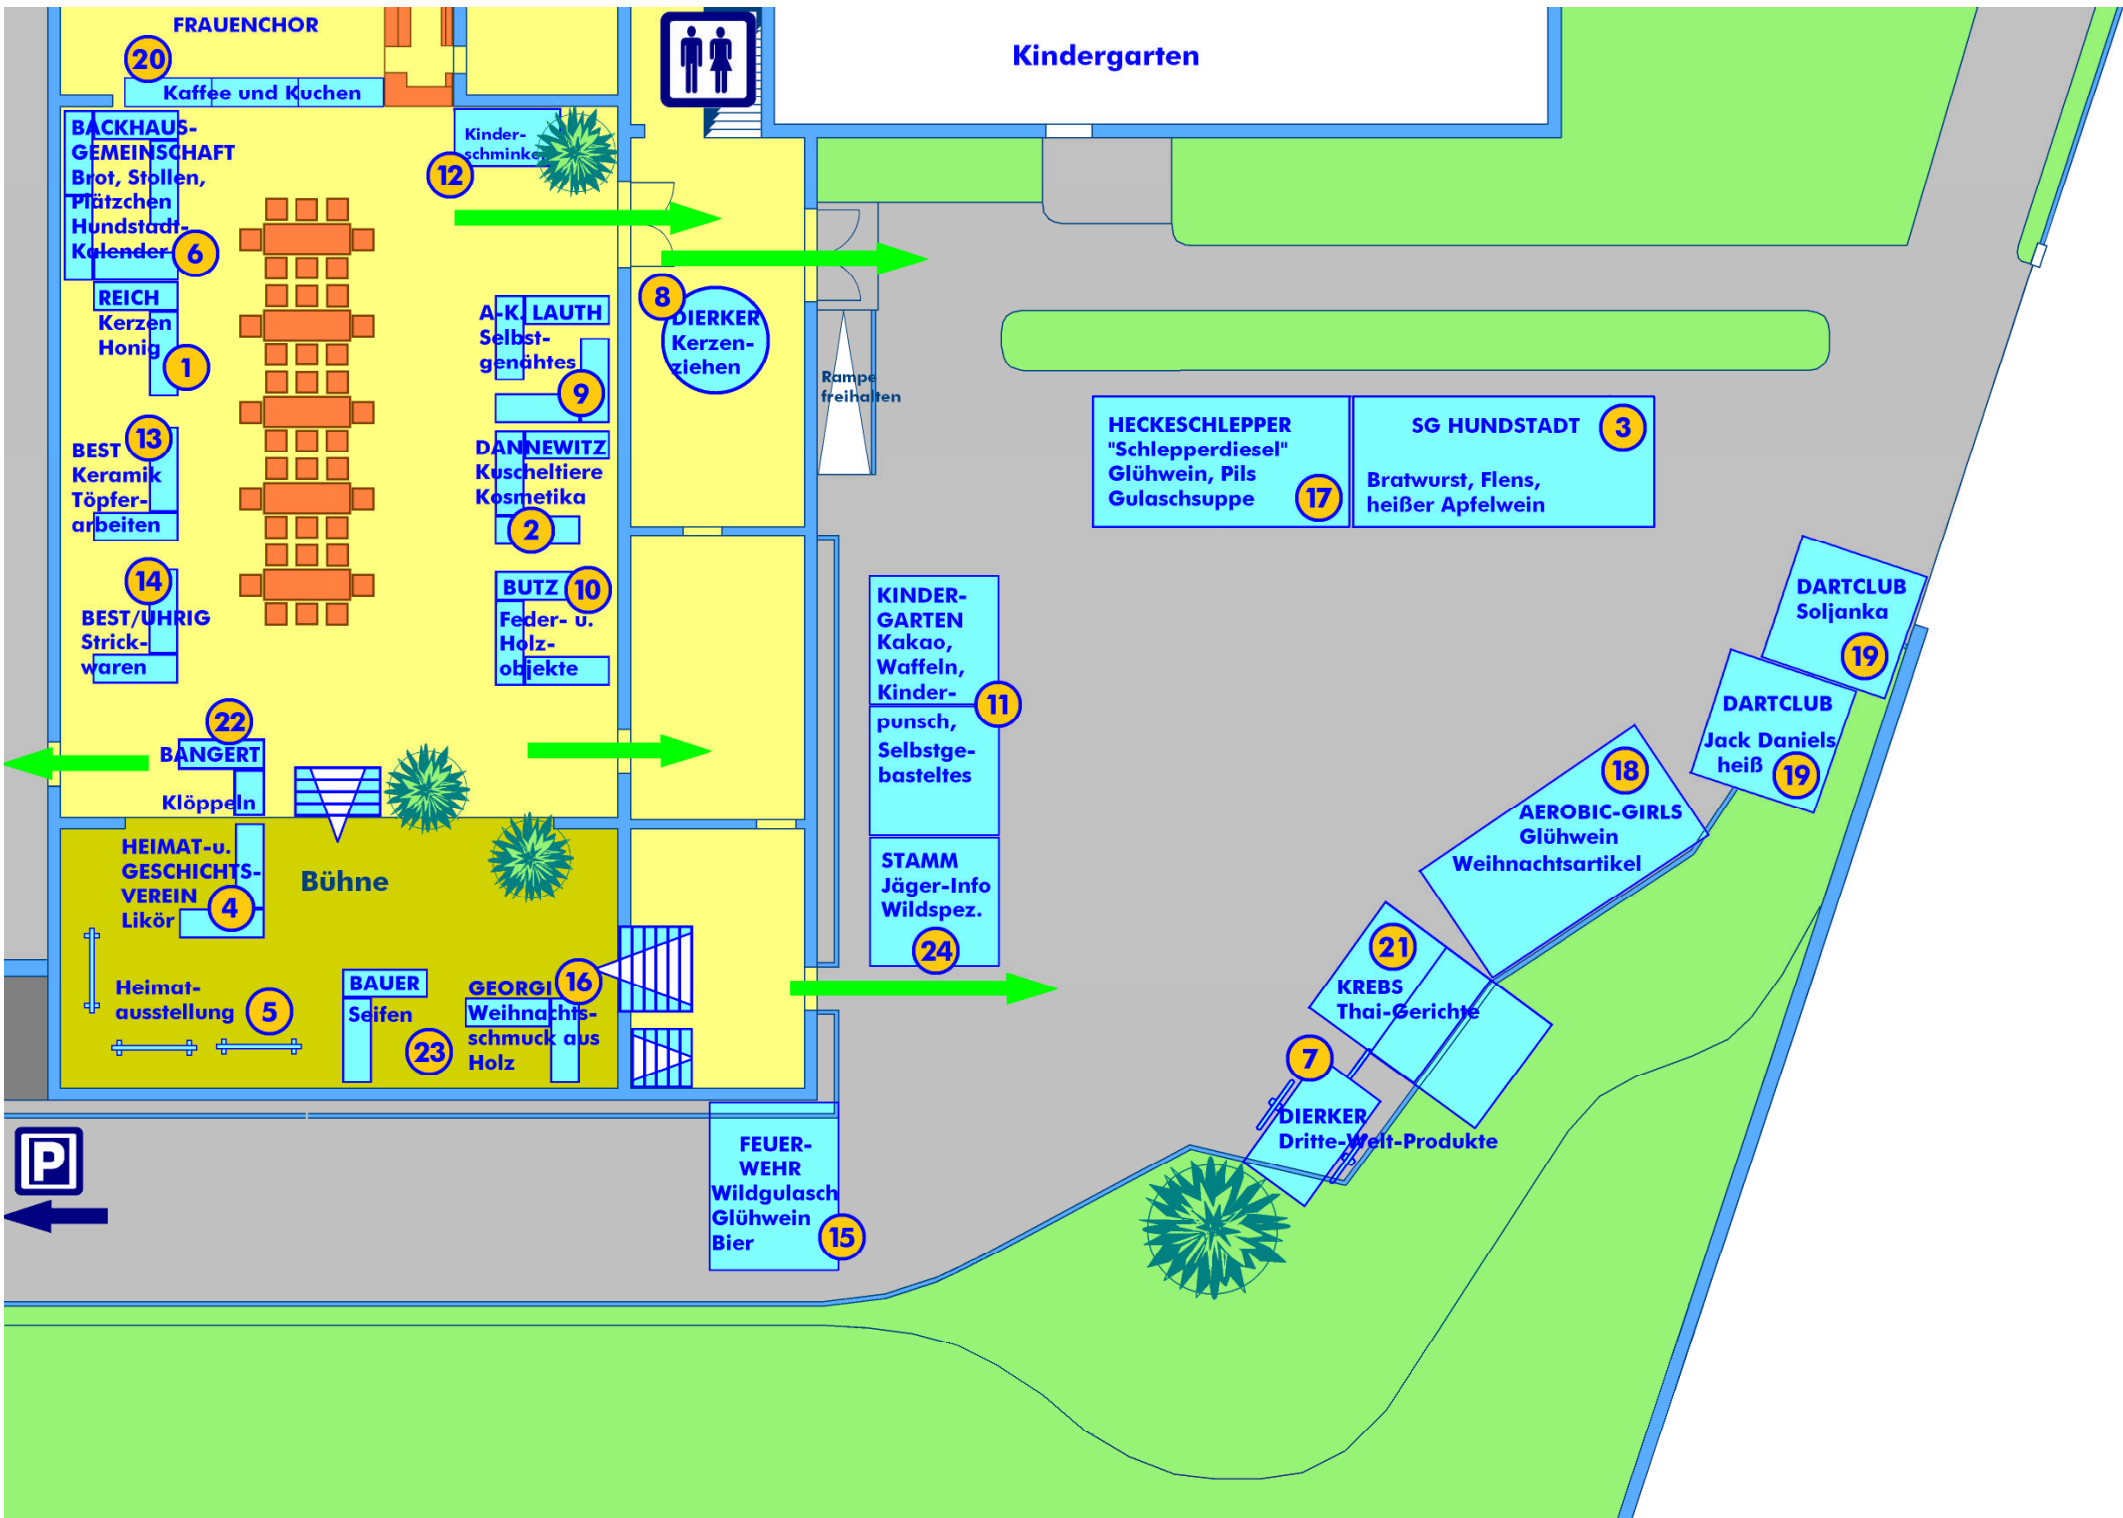 FRAUENCHOR
20
Kaffee und Kuchen
Kindergarten
BACKHAUS-
GEMEINSCHAFT
Brot, Stollen,
Plätzchen
Hundstadt-
Kalender
6
Kinder-
schminke
12
REICH
Kerzen
Honig
1
A-K. LAUTH
Selbst-
genähtes
9
8
DIERKER
Kerzen-
ziehen
Rampe
freihalten
13
BEST
Keramik
Töpfer-
arbeiten
DANNEWITZ
Kuscheltiere
Kosmetika
2
HECKESCHLEPPER
"Schlepperdiesel"
Glühwein, Pils
Gulaschsuppe
17
SG HUNDSTADT
3
Bratwurst, Flens,
heißer Apfelwein
14
BEST/UHRIG
Strick-
waren
BUTZ
10
Feder- u.
Holz-
objekte
KINDER-
GARTEN
Kakao,
Waffeln,
Kinder-
11
punsch,
Selbstge-
basteltes
DARTCLUB
Soljanka
19
DARTCLUB
Jack Daniels
heiß
19
22
BANGERT
Klöppeln
18
AEROBIC-GIRLS
Glühwein
Weihnachtsartikel
HEIMAT-u.
GESCHICHTS-
VEREIN
Likör
4
Bühne
STAMM
Jäger-Info
Wildspez.
24
Heimat-
ausstellung
5
BAUER
Seifen
23
GEORGI
16
Weihnachts-
schmuck aus
Holz
21
KREBS
Thai-Gerichte
7
DIERKER
Dritte-Welt-Produkte
P
FEUER-
WEHR
Wildgulasch
Glühwein
Bier
15